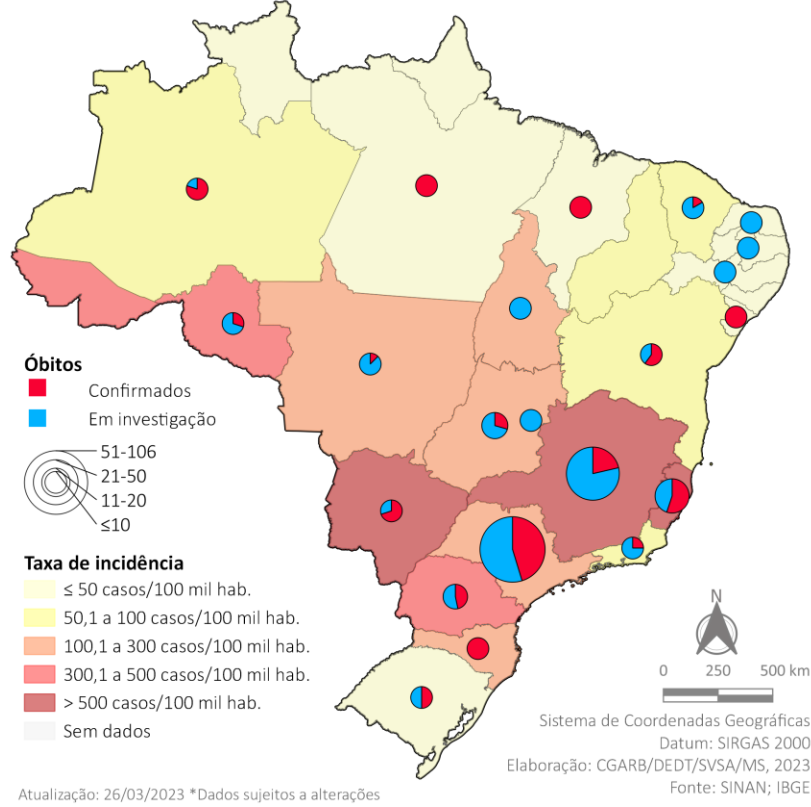 Óbitos
Confirmados
Em investigação
51-106
21-50
11-20
≤10
Taxa de incidência
≤ 50 casos/100 mil hab.
50,1 a 100 casos/100 mil hab.
100,1 a 300 casos/100 mil hab.
300,1 a 500 casos/100 mil hab.
> 500 casos/100 mil hab.
Sem dados
N
0 250 500 km
Sistema de Coordenadas Geográficas
Datum: SIRGAS 2000
Elaboração: CGARB/DEDT/SVSA/MS, 2023
Fonte: SINAN; IBGE
Atualização: 26/03/2023 *Dados sujeitos a alterações